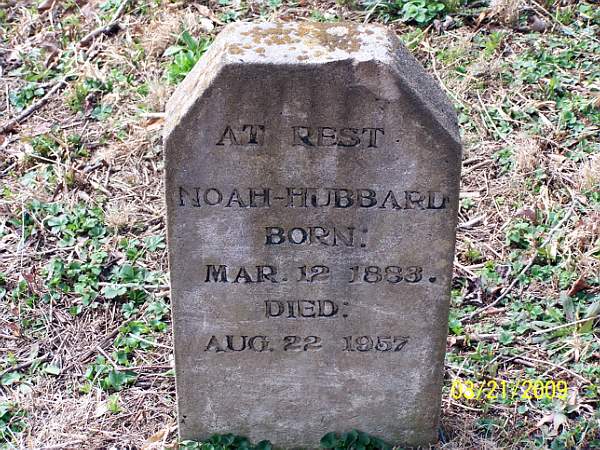 AT REST
NOAH-HUBBARD
BORN:
MAR. 12 1883.
DIED:
AUG. 22 1957
03/21/2009